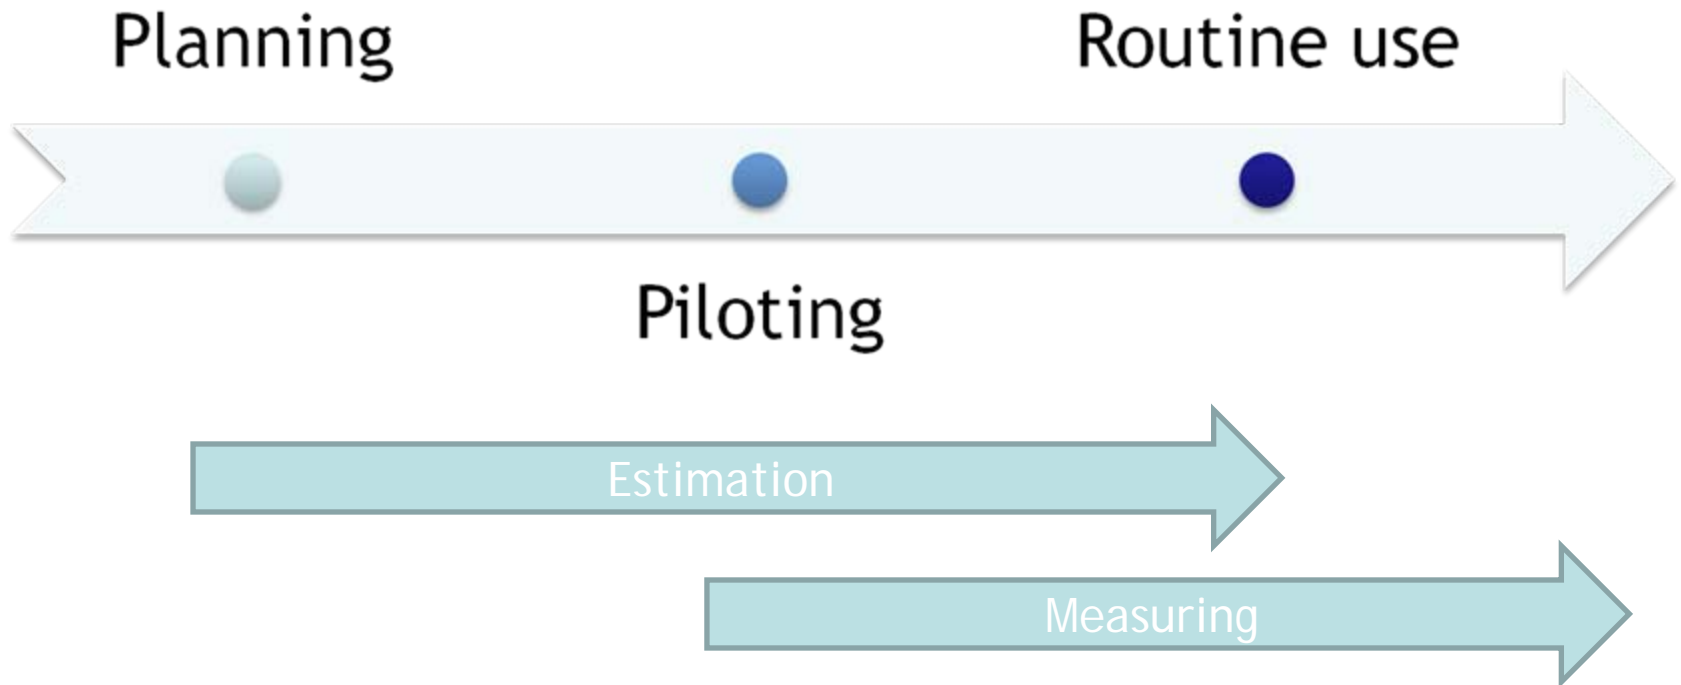 Planning
Routine use
Piloting
Estimation
Measuring